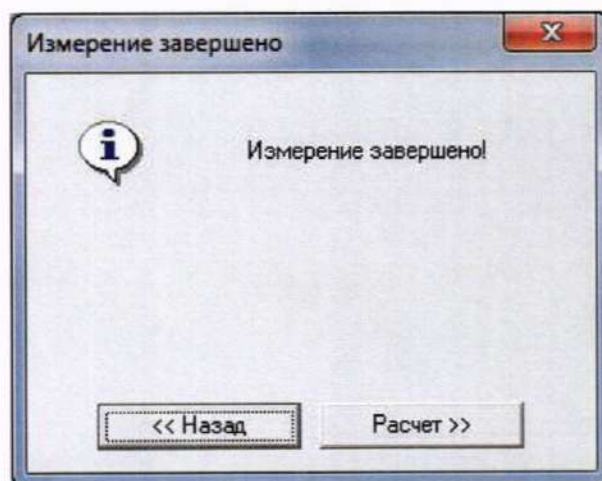 Измерение завершено
Измерение завершено!
<< Назад
Расчет >>